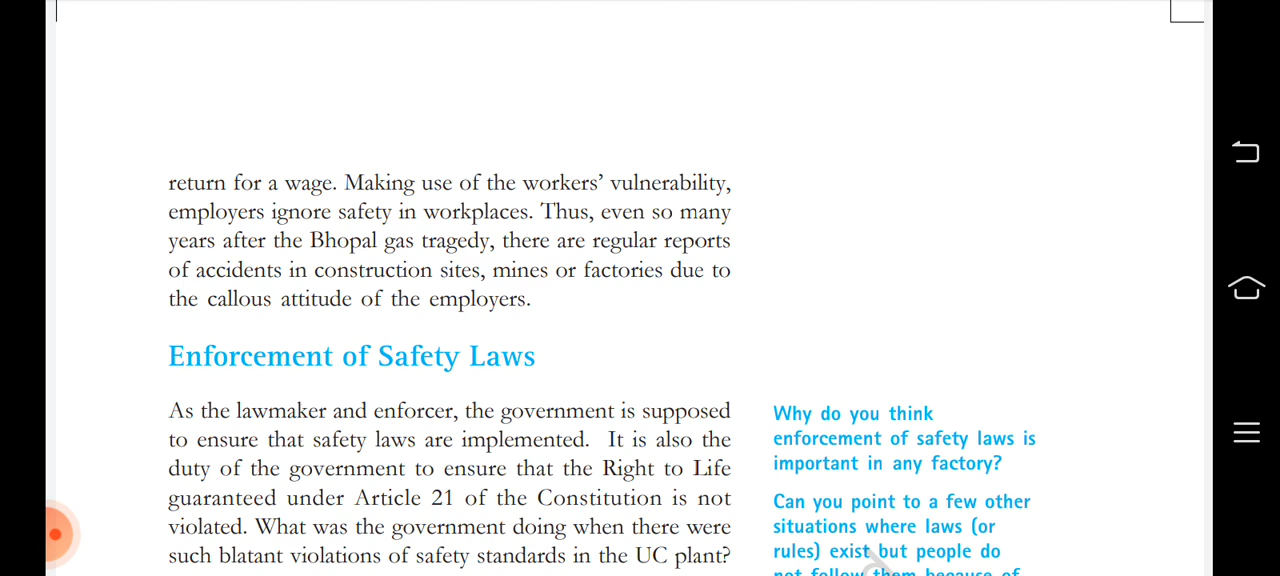 return for a wage. Making use of the workers' vulnerability,
employers ignore safety in workplaces. Thus, even so many
years after the Bhopal gas tragedy, there are regular reports
of accidents in construction sites, mines or factories due to
the callous attitude of the employers.
Enforcement of Safety Laws
As the lawmaker and enforcer, the government is supposed
to ensure that safety laws are implemented. It is also the
duty of the government to ensure that the Right to Life
guaranteed under Article 21 of the Constitution is not
violated. What was the government doing when there were
such blatant violations of safety standards in the UC plant?
Why do you think
enforcement of safety laws is
important in any factory?
Can you point to a few other
situations where laws (or
rules) exist but people do
not follow them because of